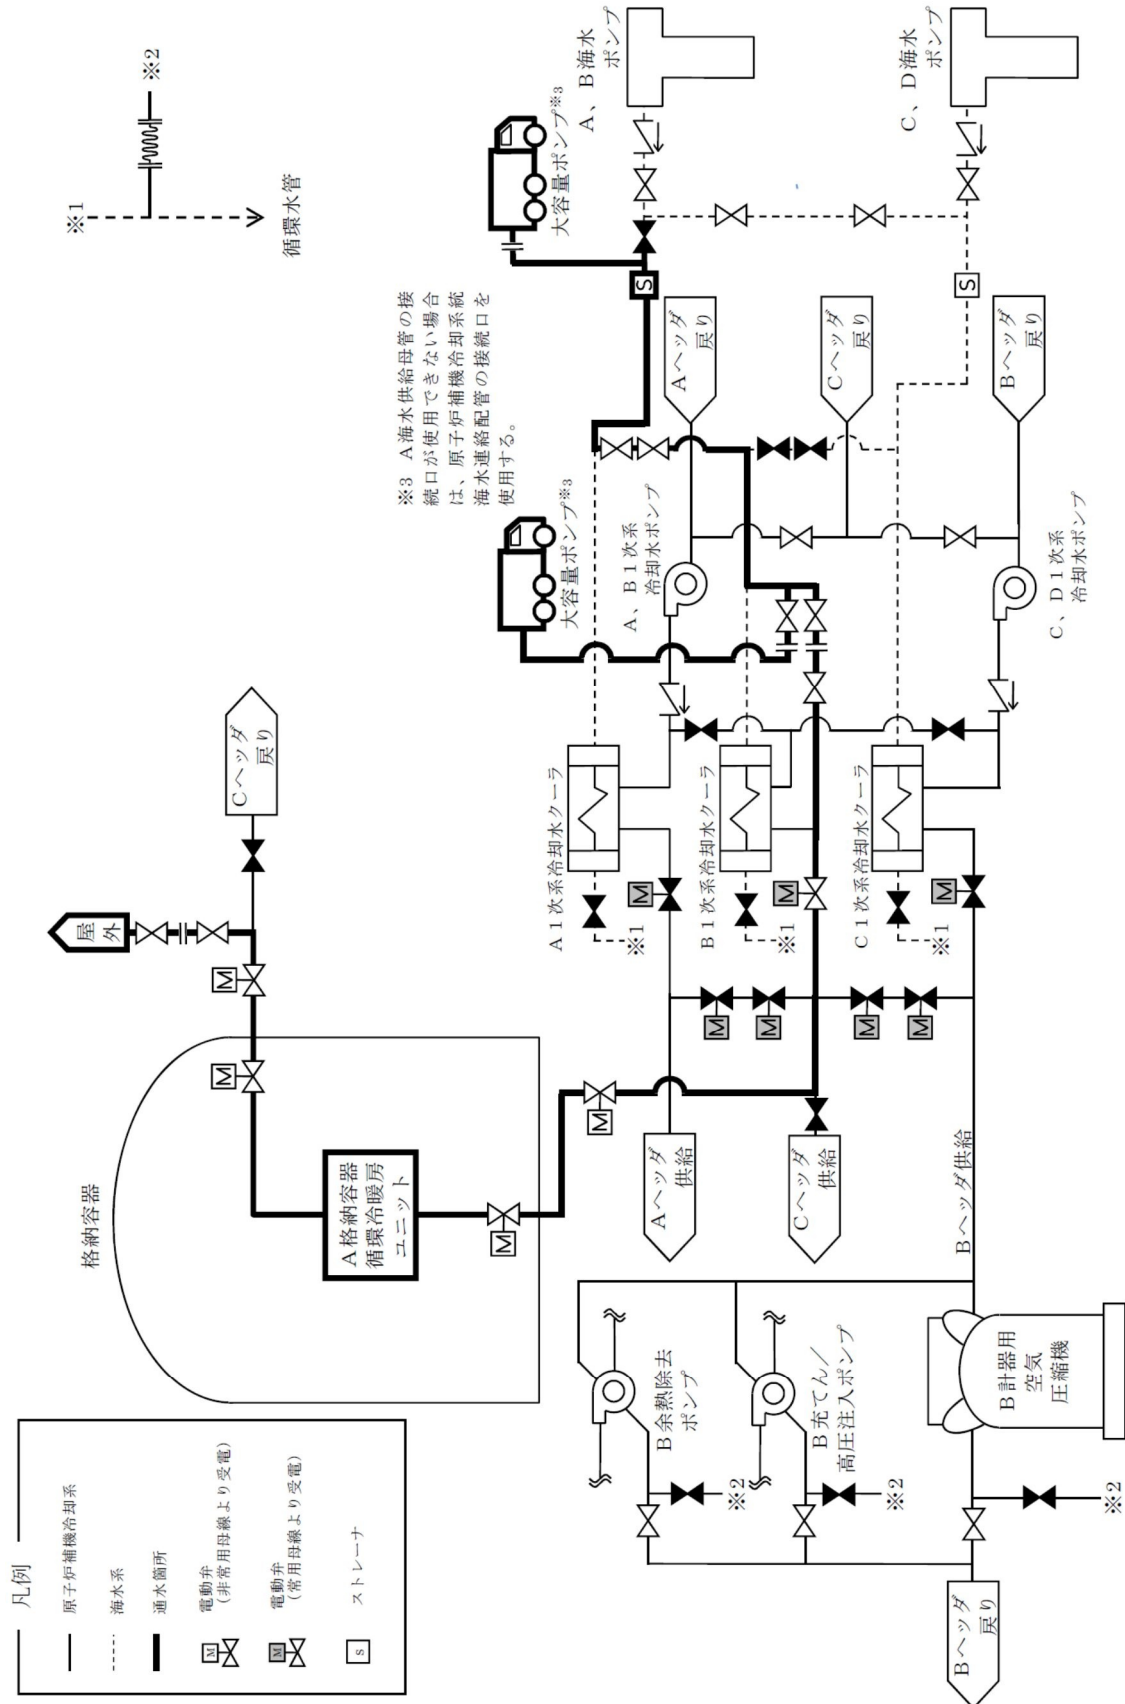 凡例
原子炉補機冷却系
海水系
通水箇所
M
電動弁
(非常用母線より受電)
M
電動弁
(常用母線より受電)
S
ストレーナ
格納容器
A格納容器
循環冷暖房
ユニット
M
M
M
M
屋外
Cヘッダ
戻り
※1
※2
循環水管
※3 A海水供給母管の接
続口が使用できない場合
は、原子炉補機冷却系統
海水連絡配管の接続口を
使用する。
大容量ポンプ※3
大容量ポンプ※3
A、B海水
ポンプ
C、D海水
ポンプ
S
S
Aヘッダ
戻り
Cヘッダ
戻り
Bヘッダ
戻り
A、B1次系
冷却水ポンプ
C、D1次系
冷却水ポンプ
A1次系冷却水クーラ
M
※1
B1次系冷却水クーラ
M
※1
C1次系冷却水クーラ
M
※1
M
M
M
M
Aヘッダ
供給
Cヘッダ
供給
Bヘッダ供給
B余熱除去
ポンプ
※2
B充てん/
高圧注入ポンプ
※2
B計器用
空気
圧縮機
※2
Bヘッダ
戻り